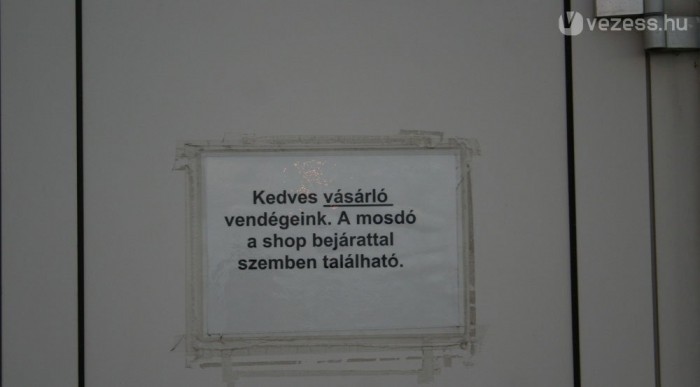 vezess.hu
Kedves vásárló
vendégeink. A mosdó
a shop bejárattal
szemben található.